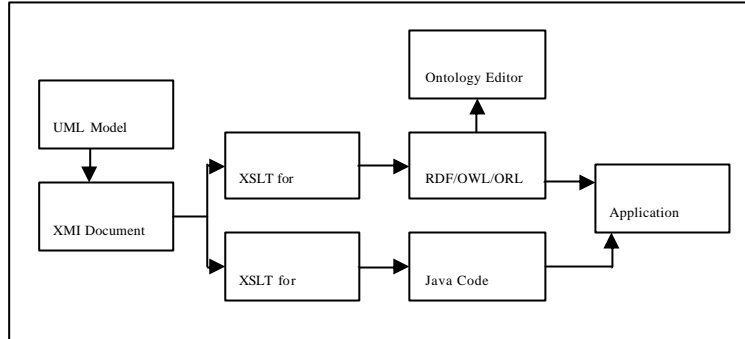 Ontology Editor
UML Model
XSLT for
RDF/OWL/ORL
Application
XMI Document
XSLT for
Java Code